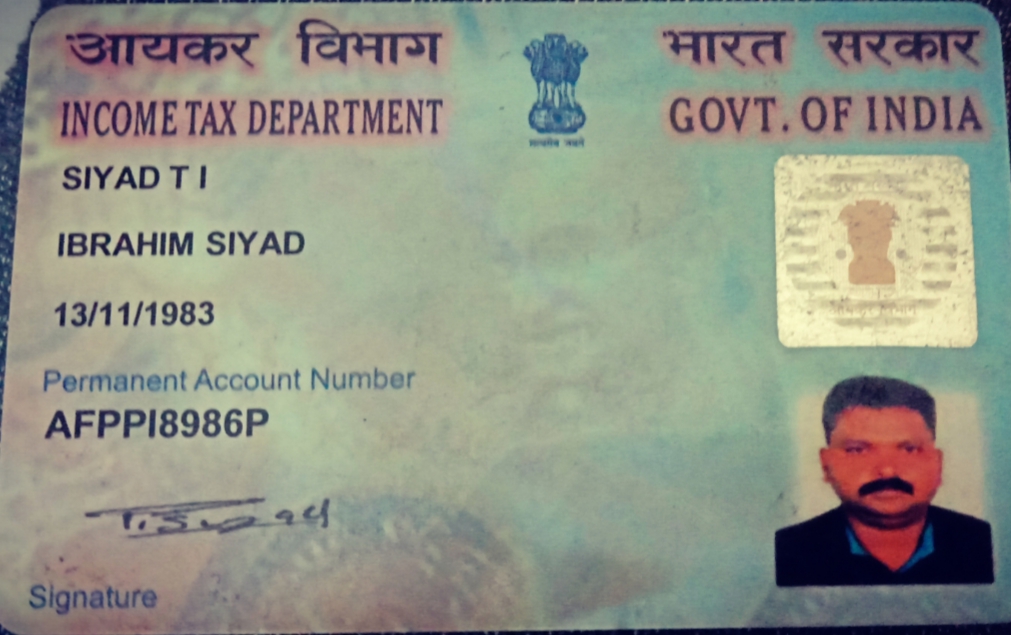 आयकर विभाग भारत सरकार
INCOME TAX DEPARTMENT GOVT. OF INDIA
सत्यमेव जयते
SIYAD T I
IBRAHIM SIYAD
13/11/1983
Permanent Account Number
AFPPI8986P
Signature